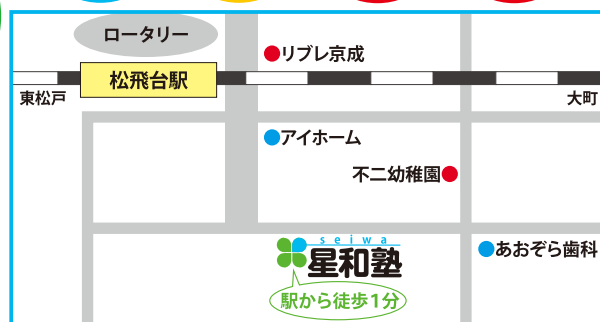 ロータリー
リブレ京成
松飛台駅
東松戸
大町
アイホーム
不二幼稚園
seiwa
星和塾
あおぞら歯科
駅から徒歩1分